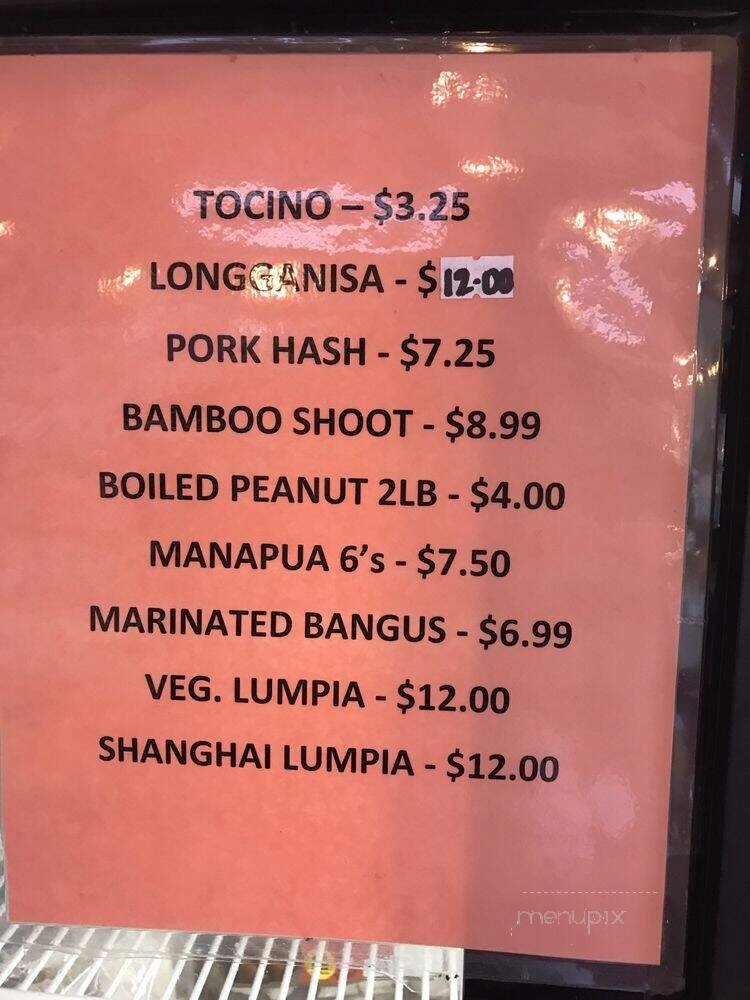 TOCINO – $3.25
LONGGANISA - $12.00
PORK HASH - $7.25
BAMBOO SHOOT - $8.99
BOILED PEANUT 2LB - $4.00
MANAPUA 6’s - $7.50
MARINATED BANGUS - $6.99
VEG. LUMPIA - $12.00
SHANGHAI LUMPIA - $12.00
menupix